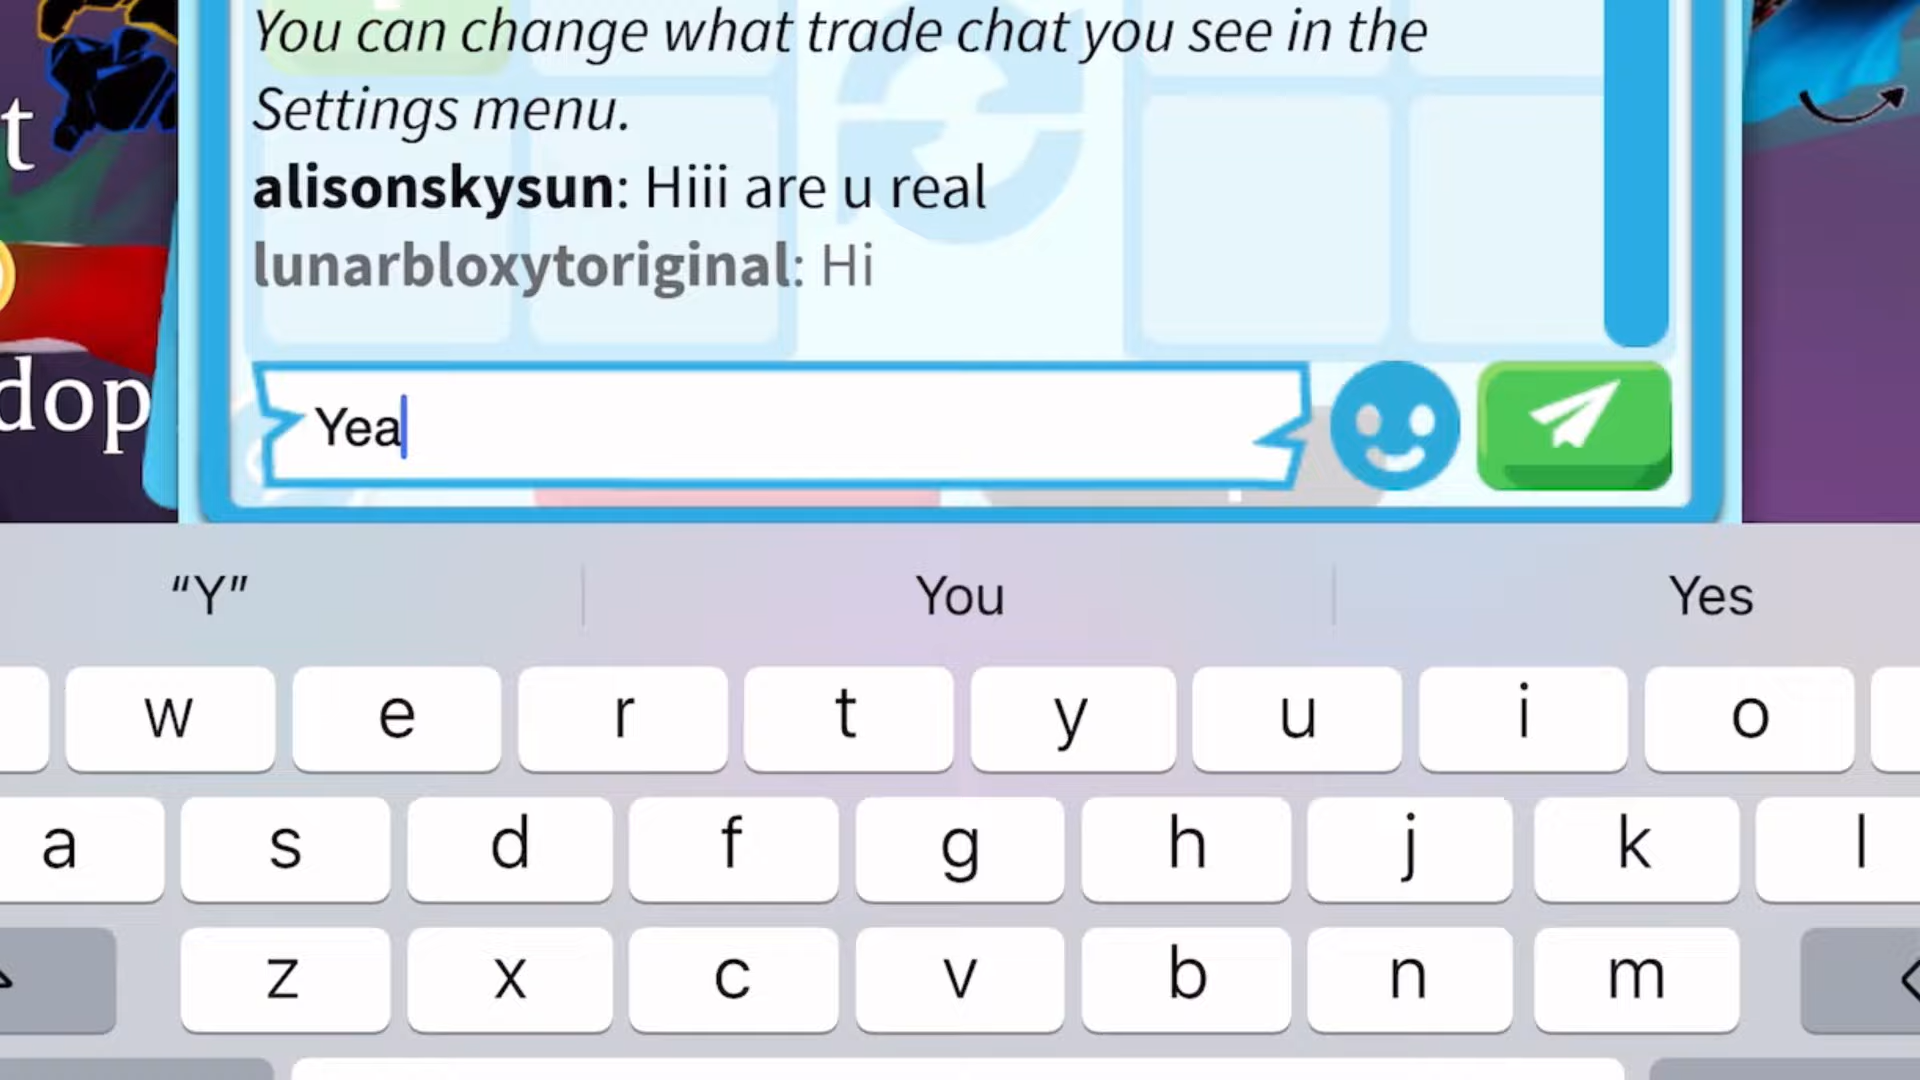 You can change what trade chat you see in the
Settings menu.
alisonskysun: Hiii are u real
lunarbloxytoriginal: Hi
t
dop
Yea
“Y” You Yes
w e r t y u i o
a s d f g h j k l
z x c v b n m